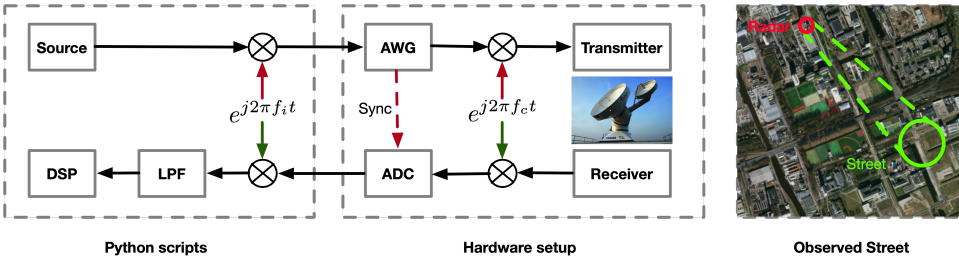 Source
AWG
Transmitter
Radar
e^{j2πf_i t}
Sync
e^{j2πf_c t}
Street
DSP
LPF
ADC
Receiver
Python scripts
Hardware setup
Observed Street